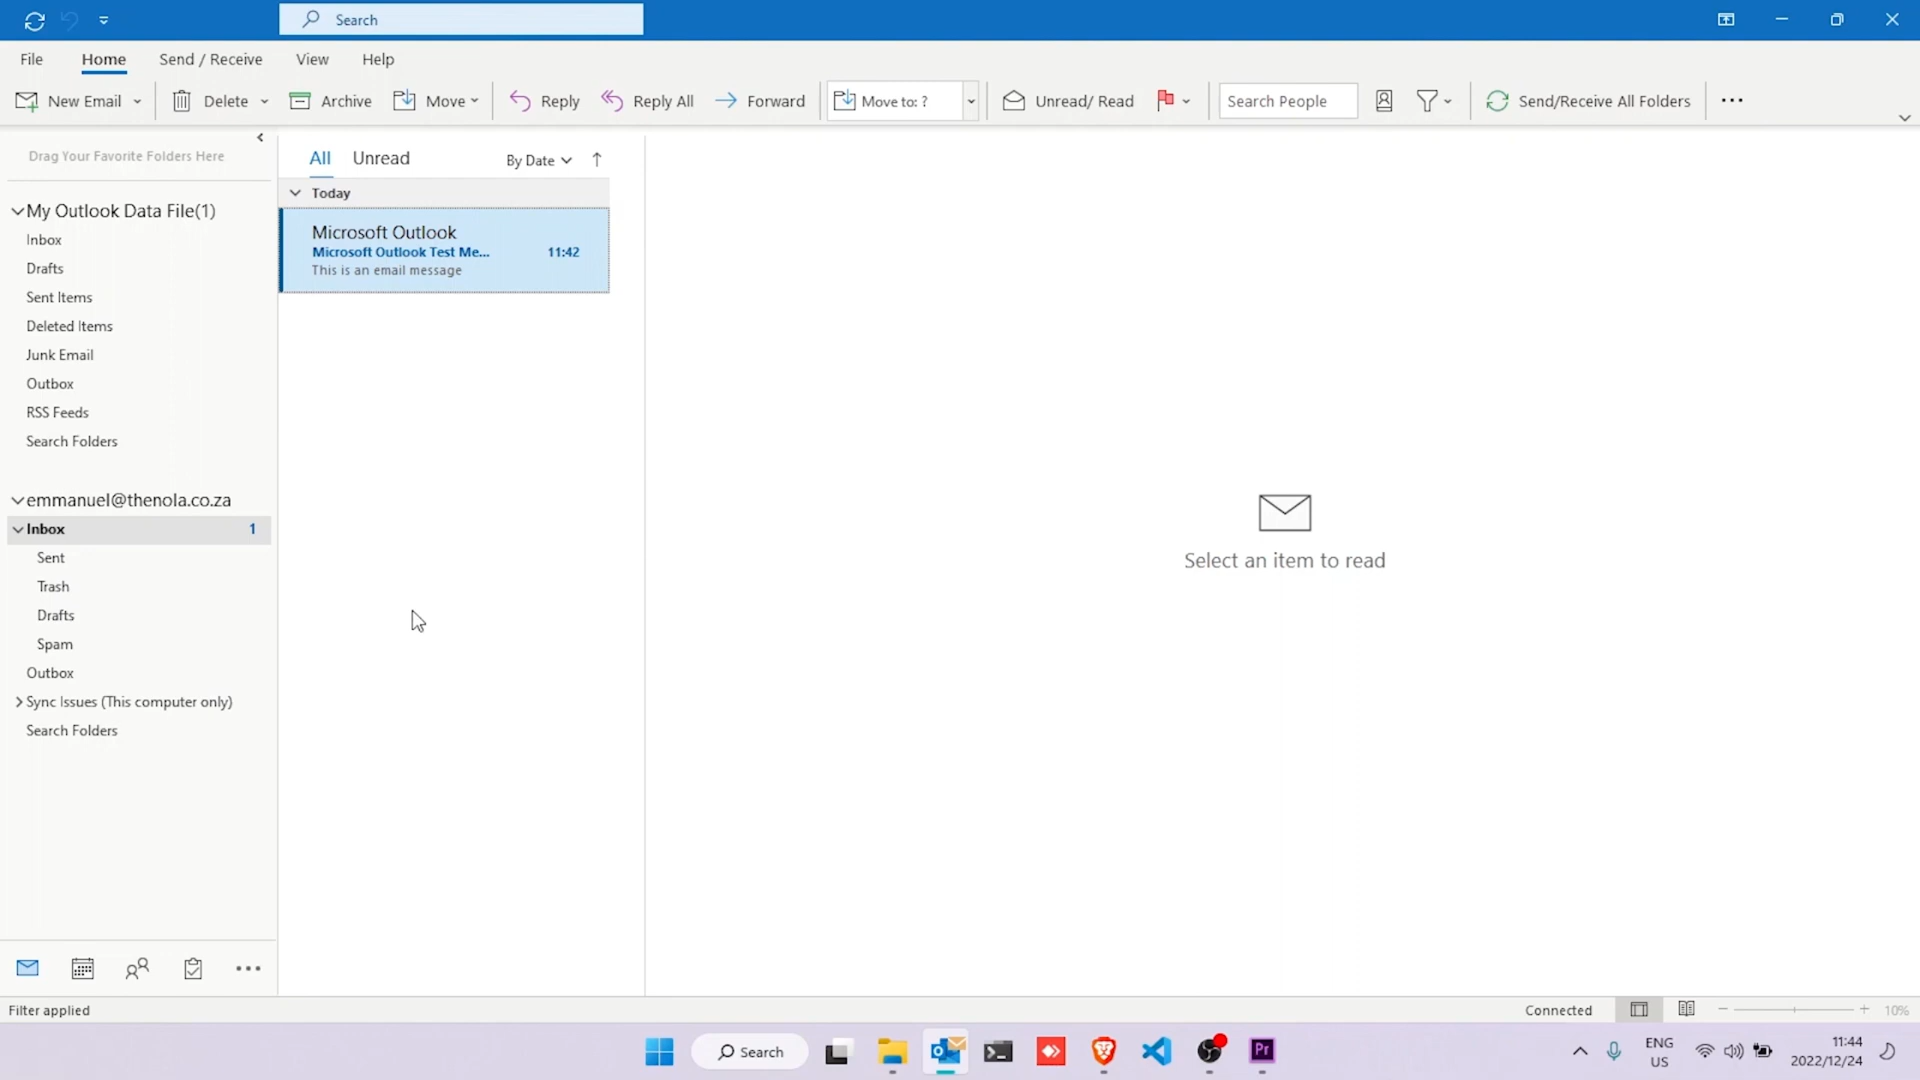 Search
File Home Send / Receive View Help
New Email Delete Archive Move Reply Reply All Forward Move to: ? Unread/ Read Search People Send/Receive All Folders
Drag Your Favorite Folders Here
My Outlook Data File(1)
Inbox
Drafts
Sent Items
Deleted Items
Junk Email
Outbox
RSS Feeds
Search Folders
emmanuel@thenola.co.za
Inbox 1
Sent
Trash
Drafts
Spam
Outbox
Sync Issues (This computer only)
Search Folders
All Unread By Date
Today
Microsoft Outlook
Microsoft Outlook Test Me... 11:42
This is an email message
Select an item to read
Filter applied
Connected
10%
Search
Pr
ENG
US
11:44
2022/12/24